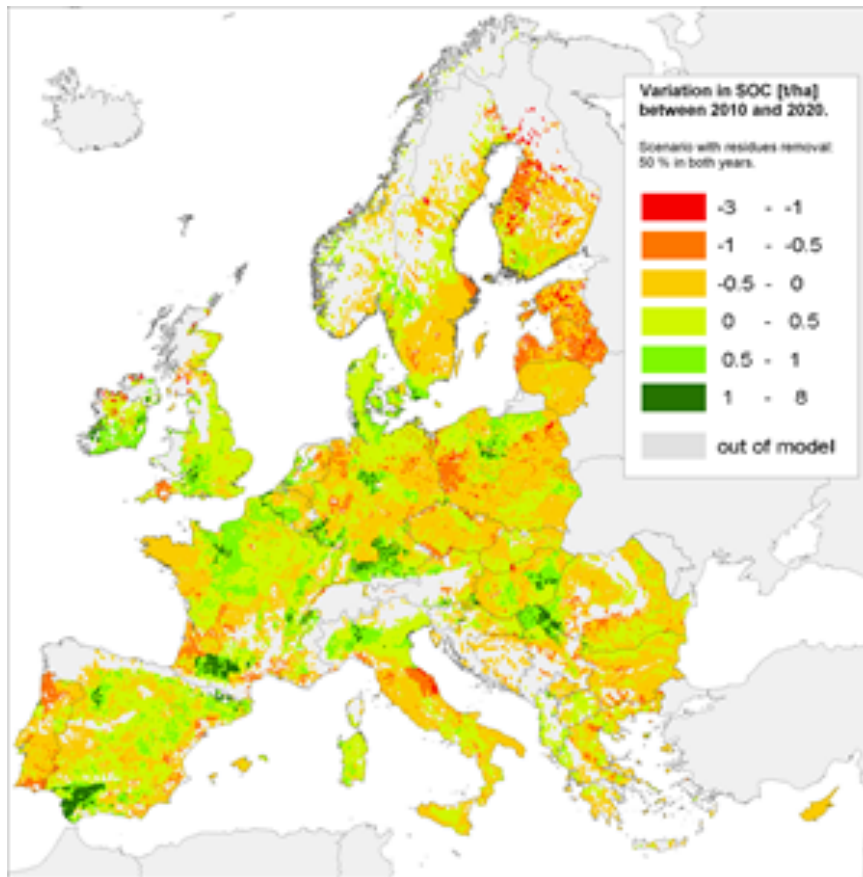 Variation in SOC [t/ha]
between 2010 and 2020.
Scenario with residues removal:
50 % in both years.
-3 - -1
-1 - -0.5
-0.5 - 0
0 - 0.5
0.5 - 1
1 - 8
out of model